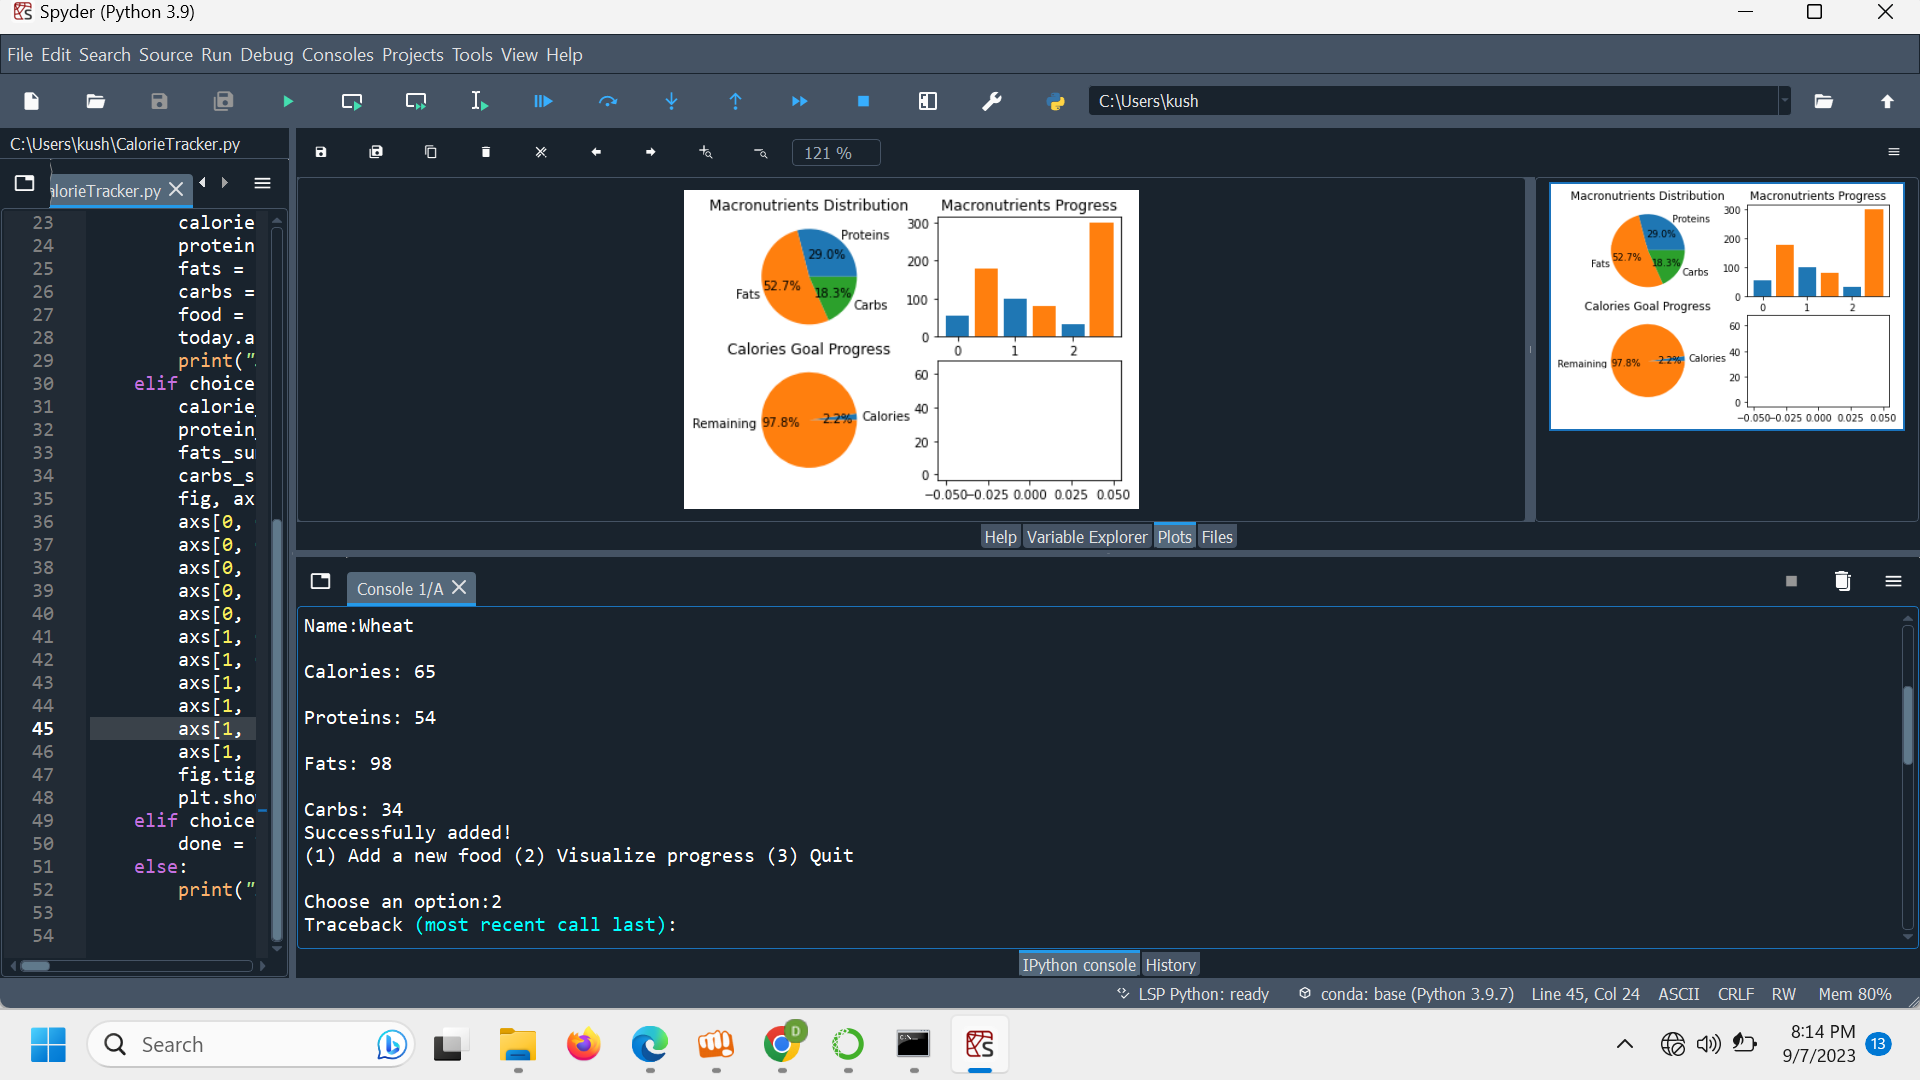 Spyder (Python 3.9)
File Edit Search Source Run Debug Consoles Projects Tools View Help
C:\Users\kush
C:\Users\kush\CalorieTracker.py
alorieTracker.py
121 %
23 calorie
24 protein
25 fats =
26 carbs =
27 food =
28 today.a
29 print("
30 elif choice
31 calorie_
32 protein_
33 fats_su
34 carbs_s
35 fig, ax
36 axs[0,
37 axs[0,
38 axs[0,
39 axs[0,
40 axs[0,
41 axs[1,
42 axs[1,
43 axs[1,
44 axs[1,
45 axs[1,
46 axs[1,
47 fig.tig
48 plt.sho
49 elif choice
50 done =
51 else:
52 print("
53
54
Macronutrients Distribution
Proteins
29.0%
Fats 52.7%
18.3%
Carbs
Macronutrients Progress
300
200
100
0
0 1 2
Calories Goal Progress
Remaining 97.8% 2.2% Calories
60
40
20
0
−0.050 −0.025 0.000 0.025 0.050
Macronutrients Distribution
Proteins
29.0%
Fats 52.7%
18.3%
Carbs
Macronutrients Progress
300
200
100
0
0 1 2
Calories Goal Progress
Remaining 97.8% 2.2% Calories
60
40
20
0
−0.050 −0.025 0.000 0.025 0.050
Help Variable Explorer Plots Files
Console 1/A
Name:Wheat
Calories: 65
Proteins: 54
Fats: 98
Carbs: 34
Successfully added!
(1) Add a new food (2) Visualize progress (3) Quit
Choose an option:2
Traceback (most recent call last):
IPython console History
LSP Python: ready conda: base (Python 3.9.7) Line 45, Col 24 ASCII CRLF RW Mem 80%
Search
D
8:14 PM
9/7/2023
13